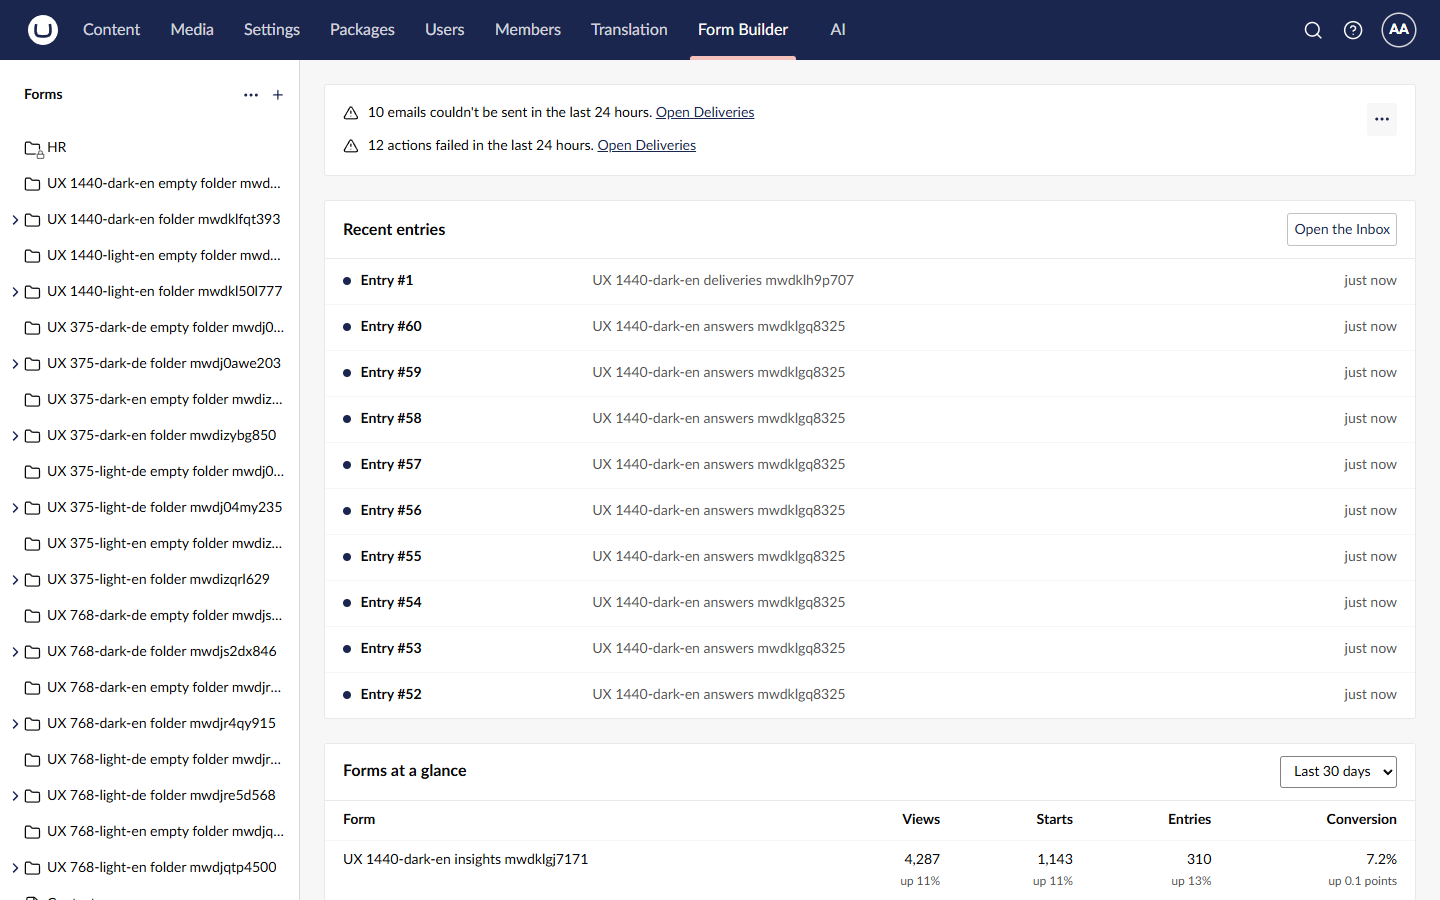 Content Media Settings Packages Users Members Translation Form Builder AI AA
Forms
HR
UX 1440-dark-en empty folder mwd...
UX 1440-dark-en folder mwdklfqt393
UX 1440-light-en empty folder mwd...
UX 1440-light-en folder mwdkl50l777
UX 375-dark-de empty folder mwdj0...
UX 375-dark-de folder mwdj0awe203
UX 375-dark-en empty folder mwdiz...
UX 375-dark-en folder mwdizybg850
UX 375-light-de empty folder mwdj0...
UX 375-light-de folder mwdj04my235
UX 375-light-en empty folder mwdiz...
UX 375-light-en folder mwdizqrl629
UX 768-dark-de empty folder mwdjs...
UX 768-dark-de folder mwdjs2dx846
UX 768-dark-en empty folder mwdjr...
UX 768-dark-en folder mwdjr4qy915
UX 768-light-de empty folder mwdjr...
UX 768-light-de folder mwdjre5d568
UX 768-light-en empty folder mwdjq...
UX 768-light-en folder mwdjqtp4500
10 emails couldn't be sent in the last 24 hours. Open Deliveries
12 actions failed in the last 24 hours. Open Deliveries
Recent entries Open the Inbox
Entry #1 UX 1440-dark-en deliveries mwdklh9p707 just now
Entry #60 UX 1440-dark-en answers mwdklgq8325 just now
Entry #59 UX 1440-dark-en answers mwdklgq8325 just now
Entry #58 UX 1440-dark-en answers mwdklgq8325 just now
Entry #57 UX 1440-dark-en answers mwdklgq8325 just now
Entry #56 UX 1440-dark-en answers mwdklgq8325 just now
Entry #55 UX 1440-dark-en answers mwdklgq8325 just now
Entry #54 UX 1440-dark-en answers mwdklgq8325 just now
Entry #53 UX 1440-dark-en answers mwdklgq8325 just now
Entry #52 UX 1440-dark-en answers mwdklgq8325 just now
Forms at a glance Last 30 days
Form Views Starts Entries Conversion
UX 1440-dark-en insights mwdklgj7171 4,287 1,143 310 7.2%
up 11% up 11% up 13% up 0.1 points